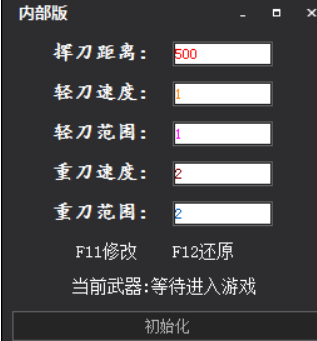 内部版
挥刀距离： 500
轻刀速度： 1
轻刀范围： 1
重刀速度： 2
重刀范围： 2
F11修改 F12还原
当前武器:等待进入游戏
初始化